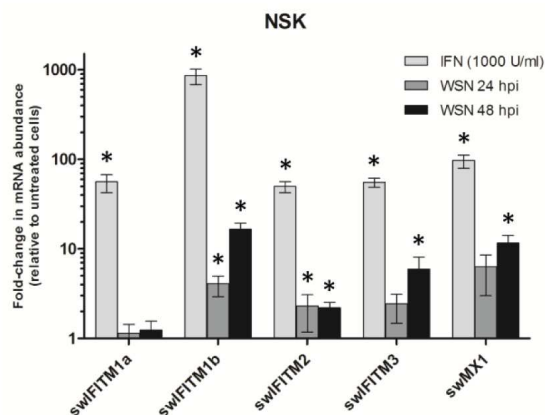 NSK
Fold-change in mRNA abundance
(relative to untreated cells)
1000
100
10
1
IFN (1000 U/ml)
WSN 24 hpi
WSN 48 hpi
*
*
*
*
*
*
*
*
*
*
*
swIFITM1a
swIFITM1b
swIFITM2
swIFITM3
swMX1